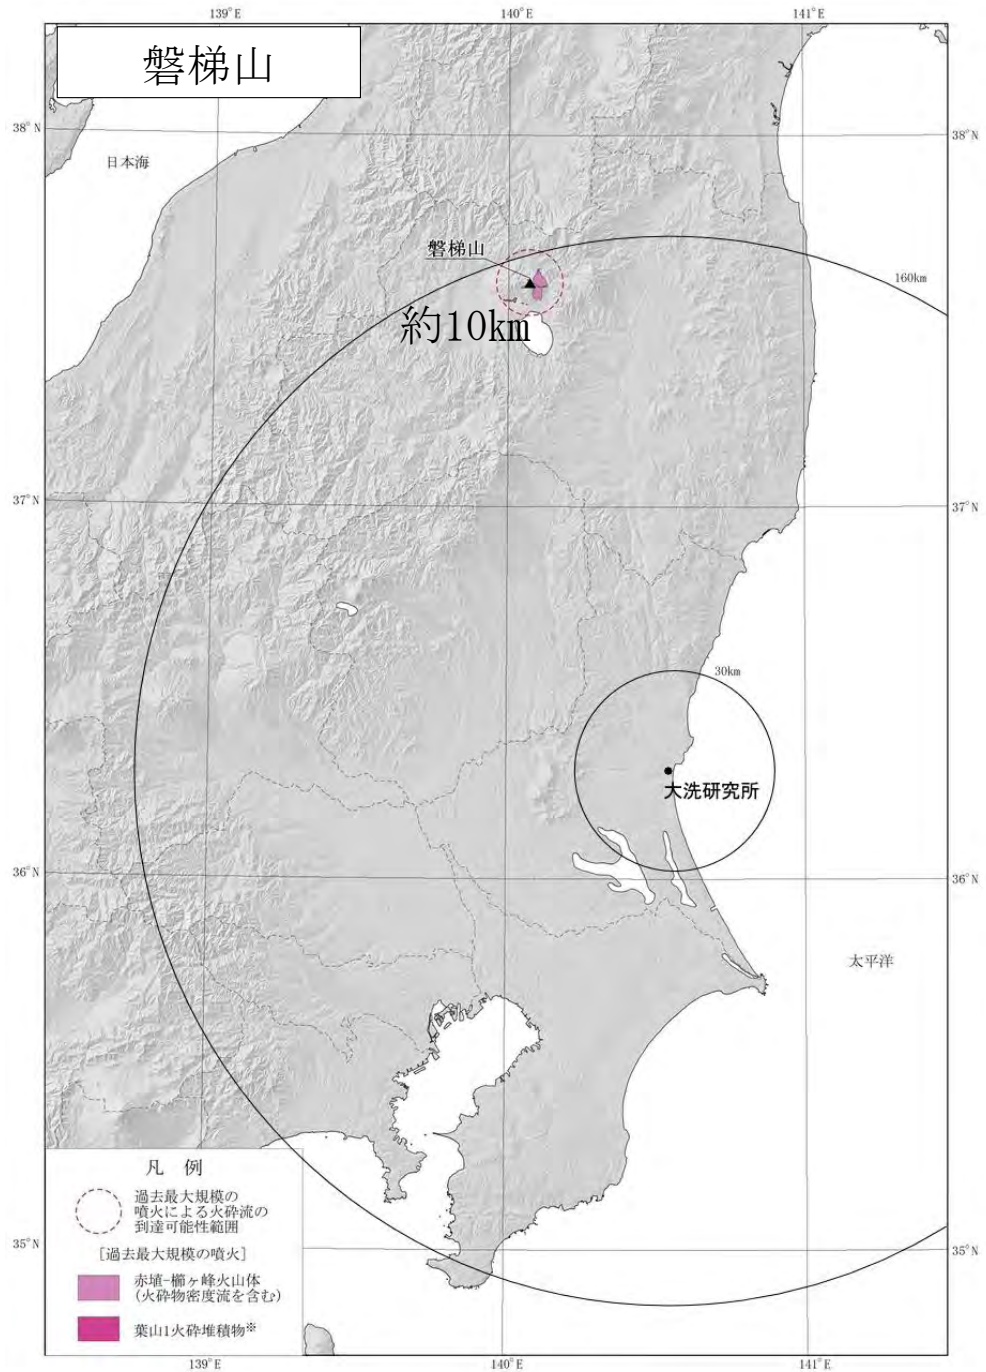 139°E
140°E
141°E
磐梯山
38°N
38°N
日本海
磐梯山
160km
約10km
37°N
37°N
30km
大洗研究所
36°N
36°N
太平洋
凡 例
過去最大規模の
噴火による火砕流の
到達可能性範囲
[過去最大規模の噴火]
赤埴-櫛ヶ峰火山体
(火砕物密度流を含む)
葉山1火砕堆積物※
35°N
35°N
139°E
140°E
141°E